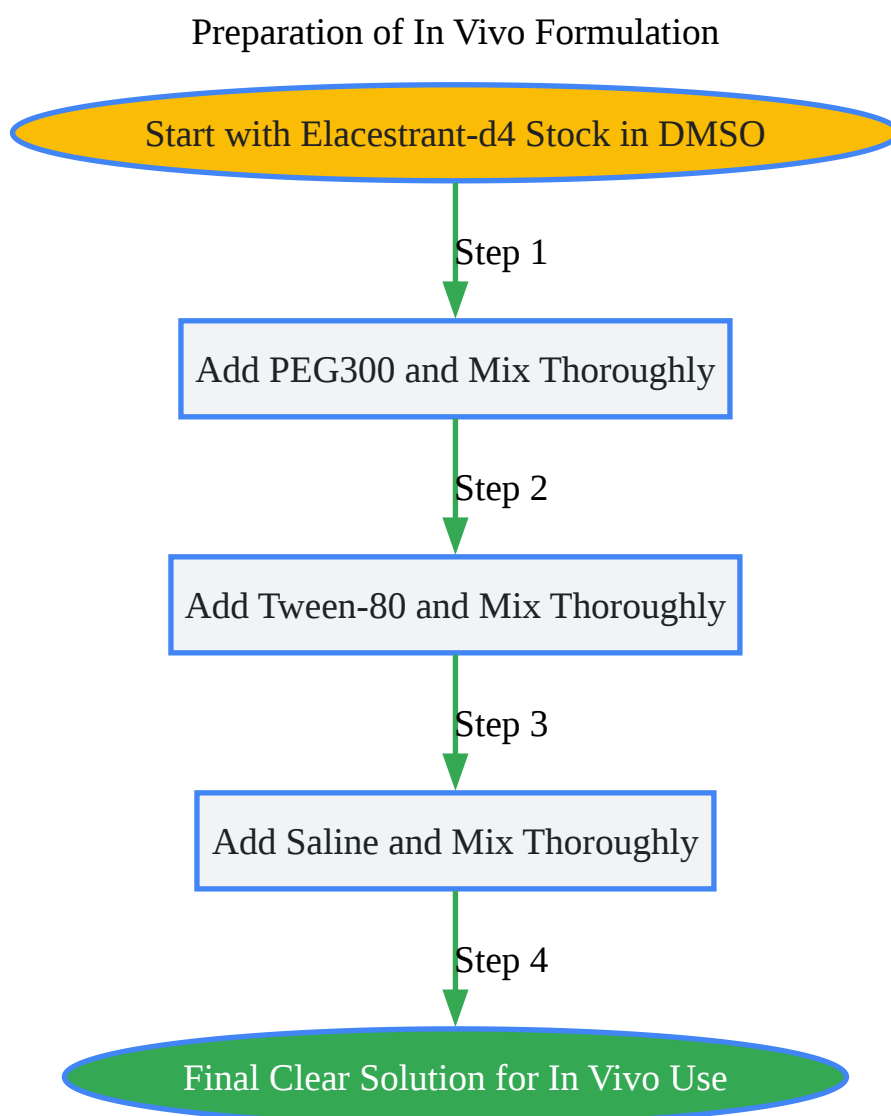 Preparation of In Vivo Formulation
Start with Elacestrant-d4 Stock in DMSO
Step 1
Add PEG300 and Mix Thoroughly
Step 2
Add Tween-80 and Mix Thoroughly
Step 3
Add Saline and Mix Thoroughly
Step 4
Final Clear Solution for In Vivo Use